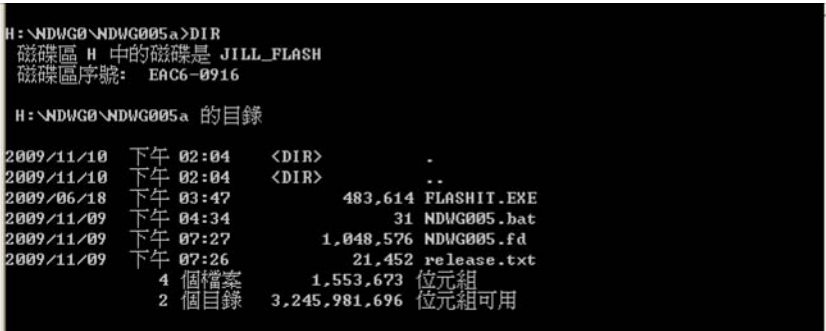 H:\NDWG0\NDWG005a>DIR
磁碟區 H 中的磁碟是 JILL_FLASH
磁碟區序號: EAC6-0916
H:\NDWG0\NDWG005a 的目錄
2009/11/10 下午 02:04 <DIR> .
2009/11/10 下午 02:04 <DIR> ..
2009/06/18 下午 03:47 483,614 FLASHIT.EXE
2009/11/09 下午 04:34 31 NDWG005.bat
2009/11/09 下午 07:27 1,048,576 NDWG005.fd
2009/11/09 下午 07:26 21,452 release.txt
4 個檔案 1,553,673 位元組
2 個目錄 3,245,981,696 位元組可用